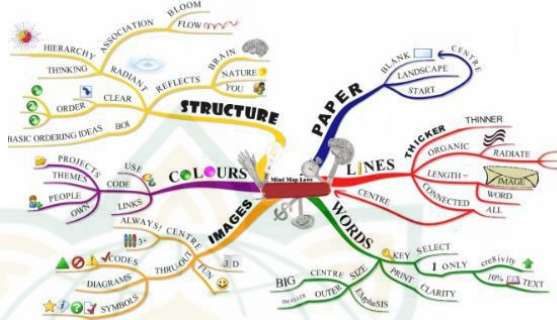 Mind Map Laws
STRUCTURE
HIERARCHY
ASSOCIATION
BLOOM
FLOW
THINKING
RADIANT
REFLECTS
BRAIN
NATURE
YOU
ORDER
CLEAR
BASIC ORDERING IDEAS
BOI
PAPER
BLANK
CENTRE
LANDSCAPE
START
LINES
THICKER
THINNER
ORGANIC
RADIATE
LENGTH =
IMAGE
WORD
CONNECTED
ALL
CENTRE
WORDS
KEY
SELECT
1 ONLY
cre8ivity
10%
TEXT
PRINT
CLARITY
SIZE
CENTRE
BIG
OUTER
EMphaSIS
IMAGES
ALWAYS!
CENTRE
3+
THRU-OUT
CODES
DIAGRAMS
SYMBOLS
FUN
3 D
COLOURS
USE
CODE
LINKS
PROJECTS
THEMES
PEOPLE
OWN